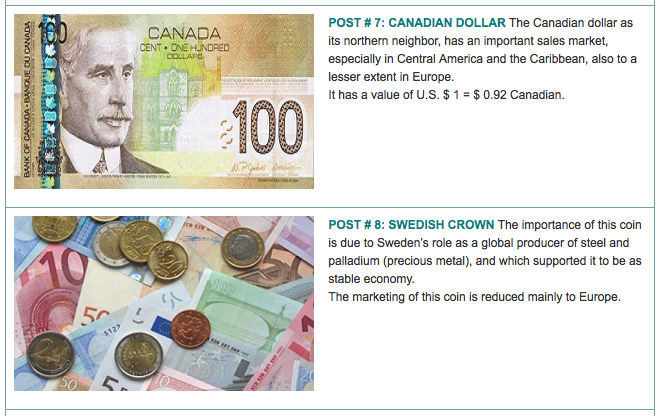 CANADA
CENT • ONE HUNDRED
DOLLARS
100
BANK OF CANADA • BANQUE DU CANADA
100
POST # 7: CANADIAN DOLLAR The Canadian dollar as
its northern neighbor, has an important sales market,
especially in Central America and the Caribbean, also to a
lesser extent in Europe.
It has a value of U.S. $ 1 = $ 0.92 Canadian.
10
50
50
10
5
2
POST # 8: SWEDISH CROWN The importance of this coin
is due to Sweden's role as a global producer of steel and
palladium (precious metal), and which supported it to be as
stable economy.
The marketing of this coin is reduced mainly to Europe.